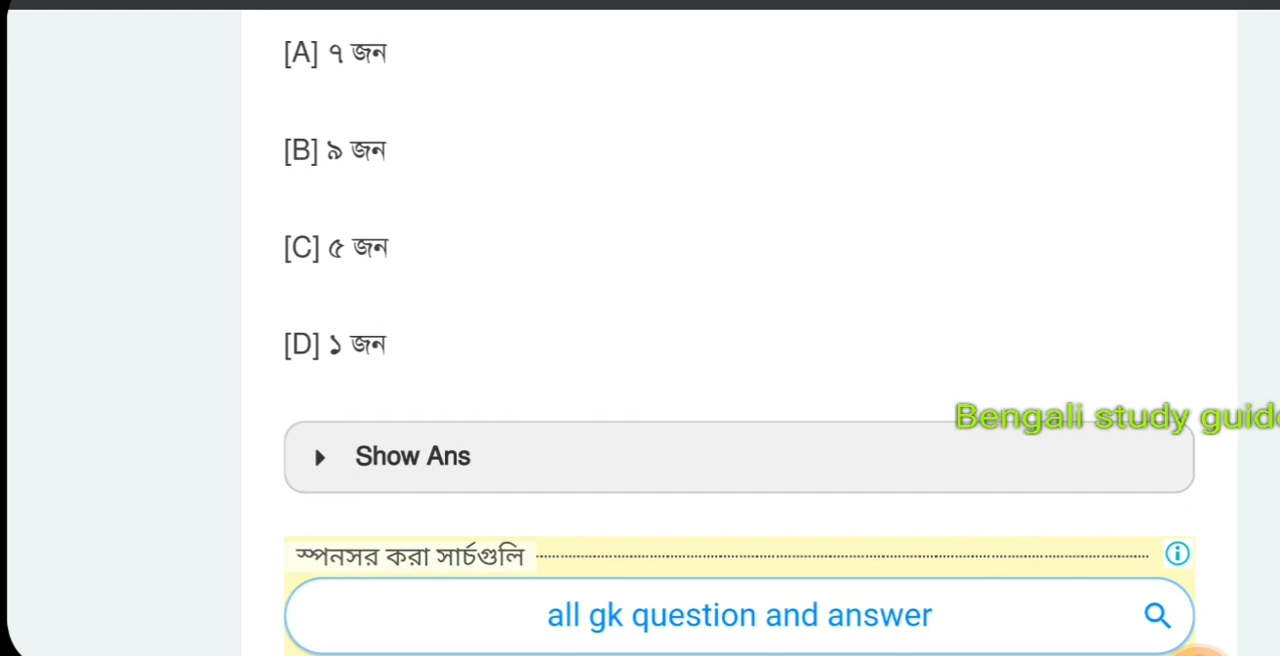 [A] ৭ জন
[B] ৯ জন
[C] ৫ জন
[D] ১ জন
Bengali study guide
Show Ans
স্পনসর করা সার্চগুলি
all gk question and answer